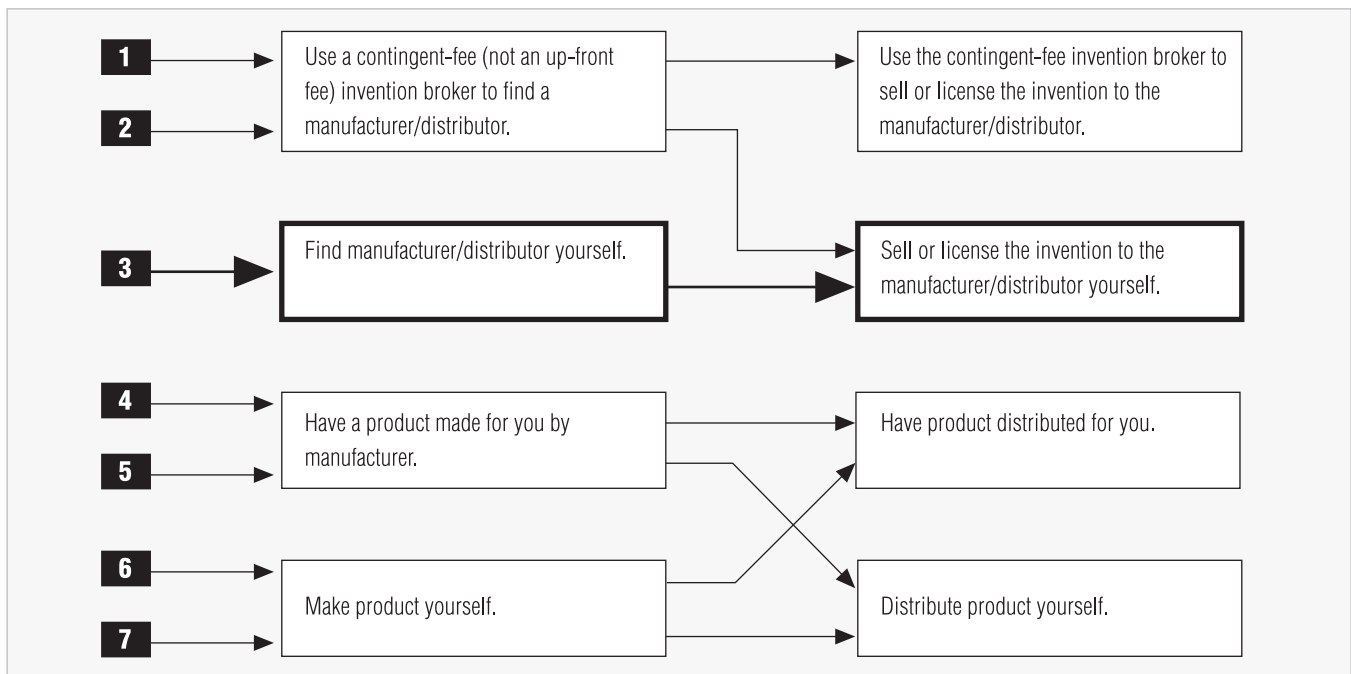 1
Use a contingent-fee (not an up-front
fee) invention broker to find a
manufacturer/distributor.
Use the contingent-fee invention broker to
sell or license the invention to the
manufacturer/distributor.
2
3
Find manufacturer/distributor yourself.
Sell or license the invention to the
manufacturer/distributor yourself.
4
Have a product made for you by
manufacturer.
Have product distributed for you.
5
6
Make product yourself.
Distribute product yourself.
7